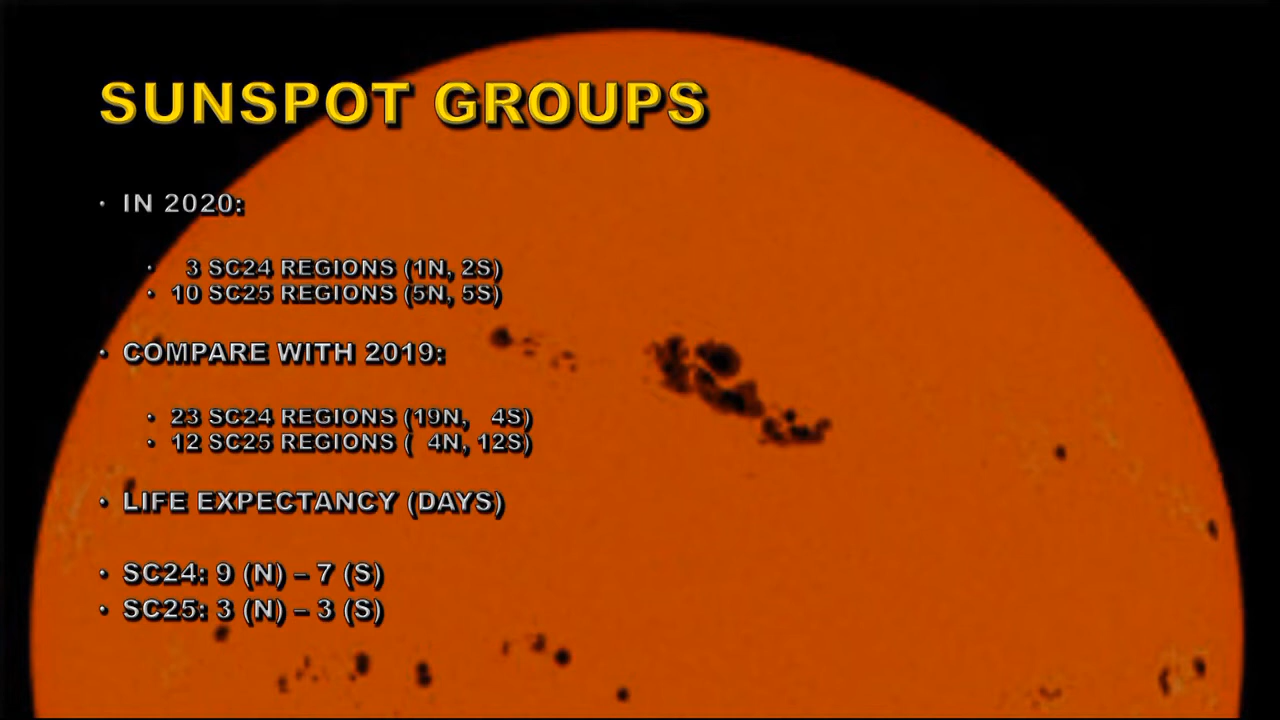 SUNSPOT GROUPS
• IN 2020:
• 3 SC24 REGIONS (1N, 2S)
• 10 SC25 REGIONS (5N, 5S)
• COMPARE WITH 2019:
• 23 SC24 REGIONS (19N, 4S)
• 12 SC25 REGIONS ( 4N, 12S)
• LIFE EXPECTANCY (DAYS)
• SC24: 9 (N) – 7 (S)
• SC25: 3 (N) – 3 (S)